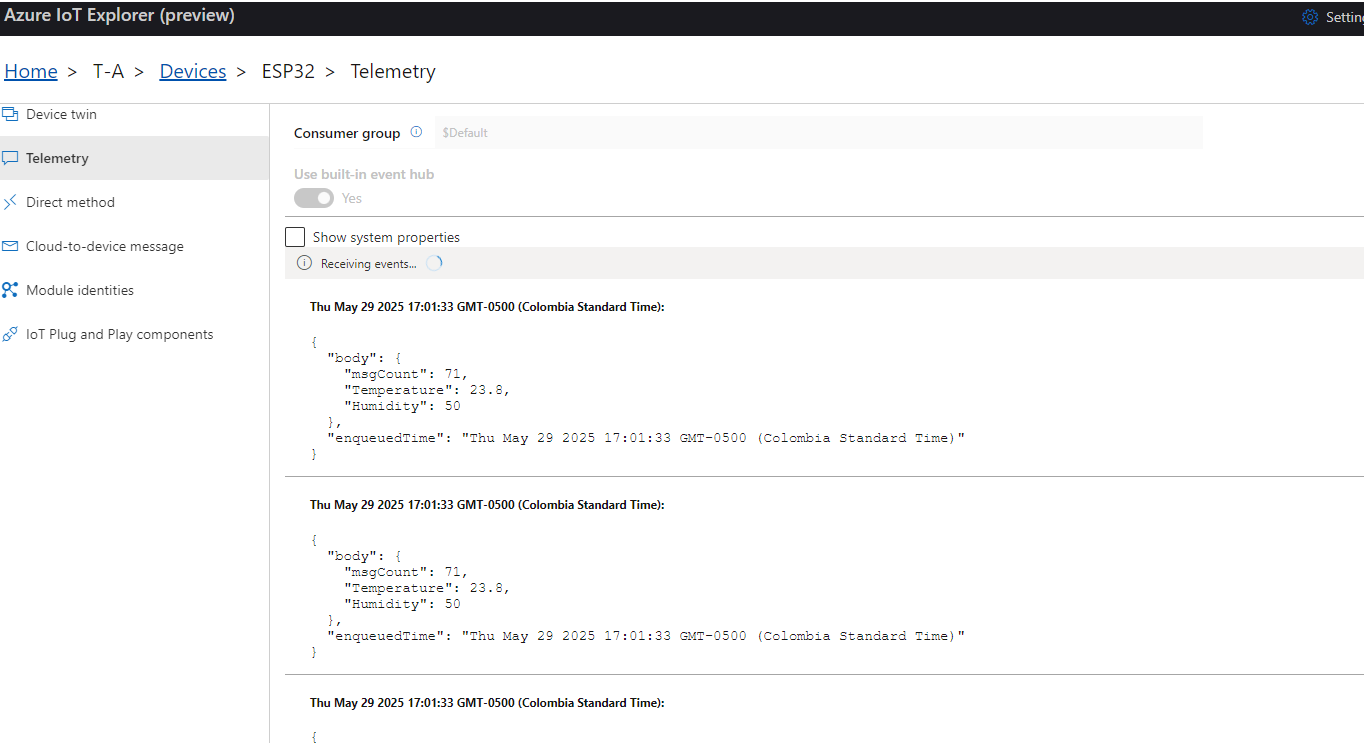 Azure IoT Explorer (preview)
Settin
Home > T-A > Devices > ESP32 > Telemetry
Device twin
Telemetry
Direct method
Cloud-to-device message
Module identities
IoT Plug and Play components
Consumer group
$Default
Use built-in event hub
Yes
Show system properties
Receiving events...
Thu May 29 2025 17:01:33 GMT-0500 (Colombia Standard Time):
{
"body": {
"msgCount": 71,
"Temperature": 23.8,
"Humidity": 50
},
"enqueuedTime": "Thu May 29 2025 17:01:33 GMT-0500 (Colombia Standard Time)"
}
Thu May 29 2025 17:01:33 GMT-0500 (Colombia Standard Time):
{
"body": {
"msgCount": 71,
"Temperature": 23.8,
"Humidity": 50
},
"enqueuedTime": "Thu May 29 2025 17:01:33 GMT-0500 (Colombia Standard Time)"
}
Thu May 29 2025 17:01:33 GMT-0500 (Colombia Standard Time):
{